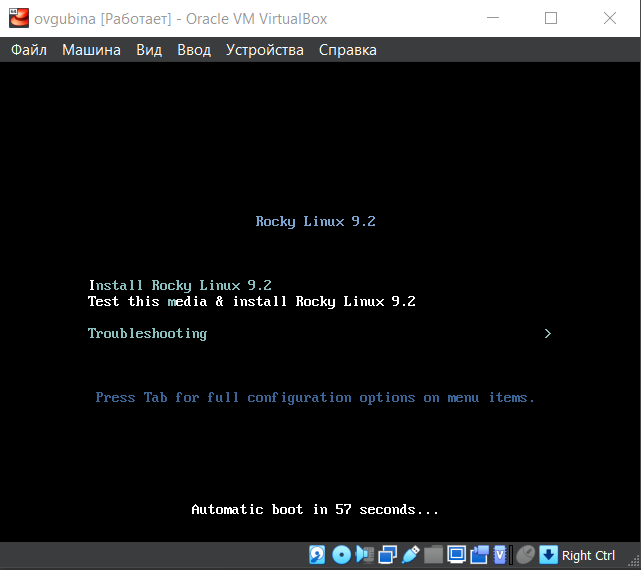 ovgubina [Работает] - Oracle VM VirtualBox
Файл Машина Вид Ввод Устройства Справка
Rocky Linux 9.2
Install Rocky Linux 9.2
Test this media & install Rocky Linux 9.2
Troubleshooting >
Press Tab for full configuration options on menu items.
Automatic boot in 57 seconds...
Right Ctrl